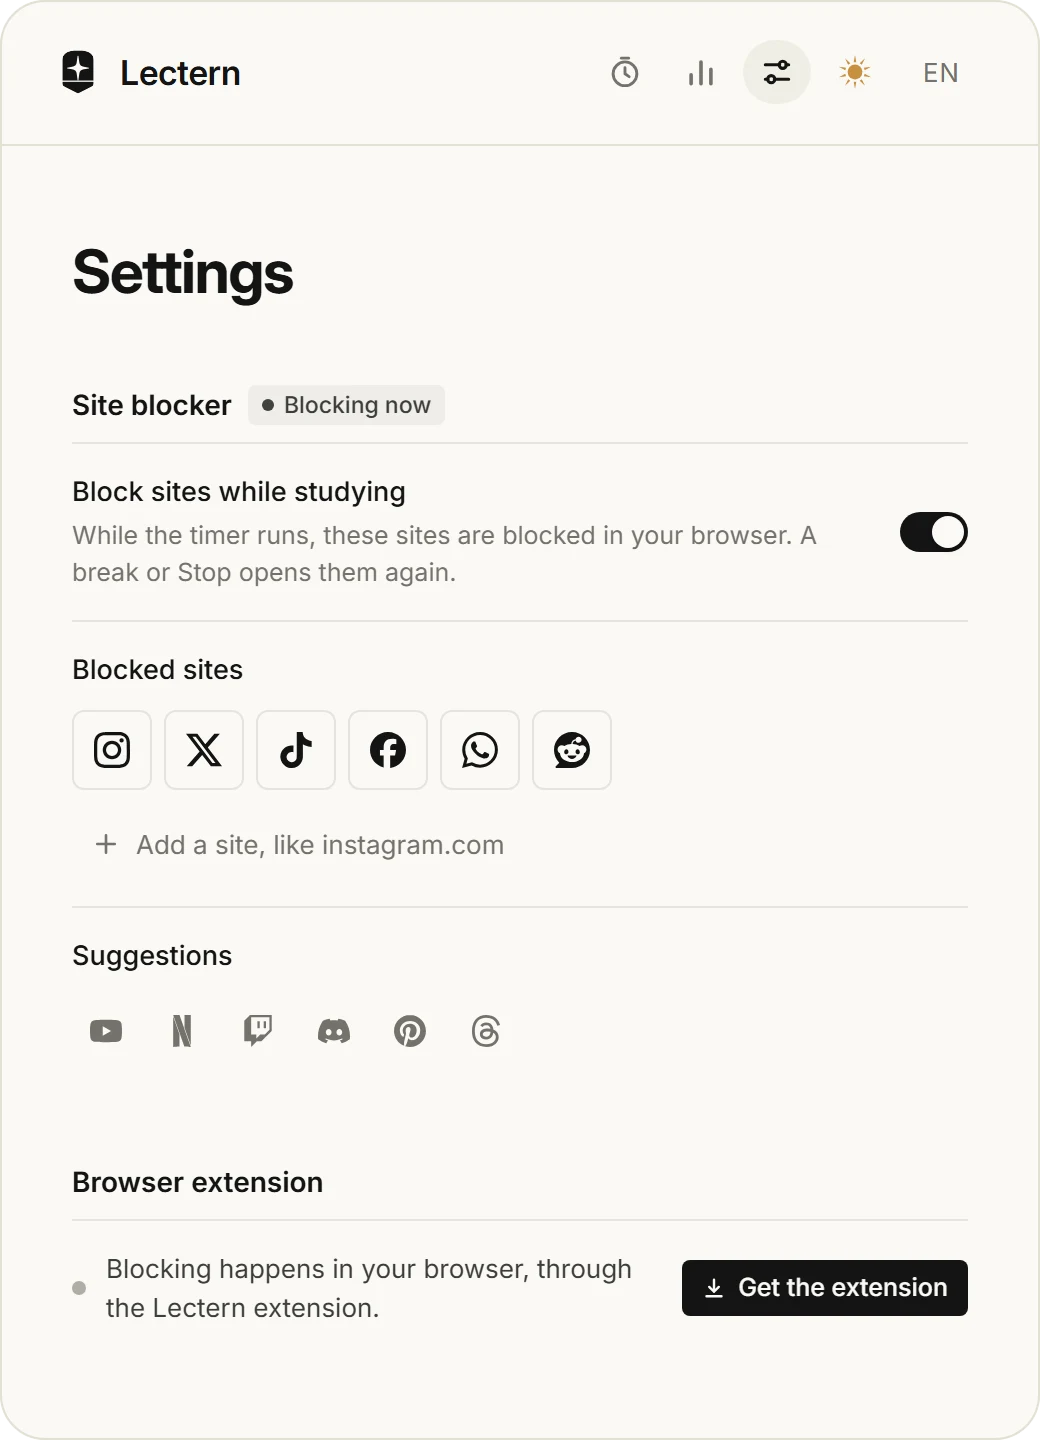 Lectern
EN
Settings
Site blocker
Blocking now
Block sites while studying
While the timer runs, these sites are blocked in your browser. A
break or Stop opens them again.
Blocked sites
Add a site, like instagram.com
Suggestions
Browser extension
Blocking happens in your browser, through
the Lectern extension.
Get the extension